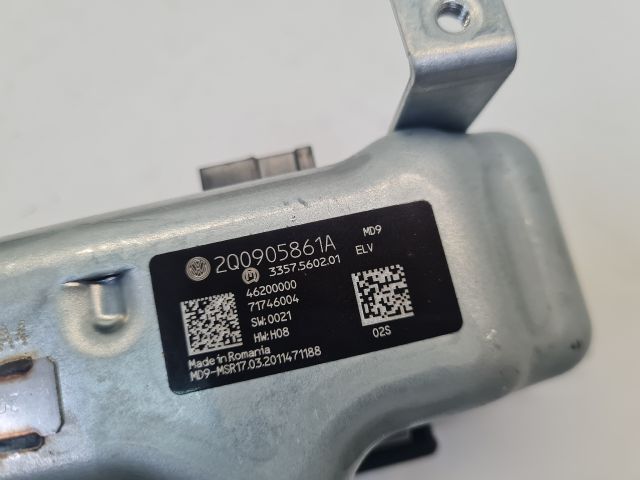 2Q0905861A MD9
3357.5602.01 ELV
46200000
71746004
SW:0021
HW:H08 02S
Made in Romania
MD9-MSR17.03.2011471188